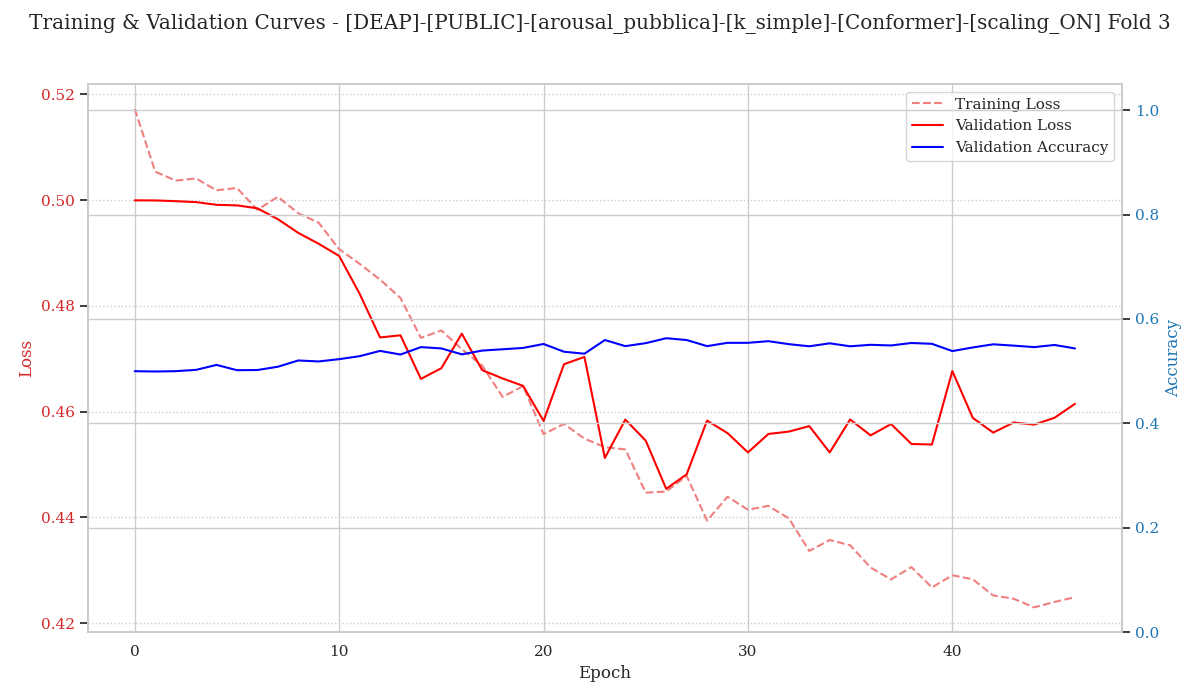 Training & Validation Curves - [DEAP]-[PUBLIC]-[arousal_pubblica]-[k_simple]-[Conformer]-[scaling_ON] Fold 3
Training Loss
Validation Loss
Validation Accuracy
0.52
0.50
0.48
0.46
0.44
0.42
Loss
1.0
0.8
0.6
0.4
0.2
0.0
Accuracy
0
10
20
30
40
Epoch